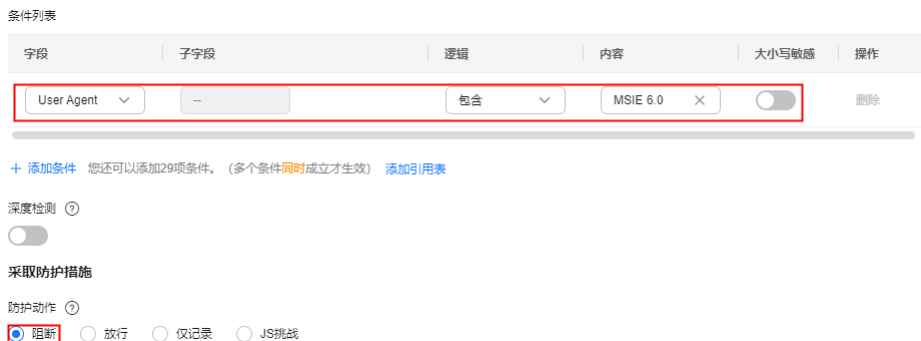 条件列表
字段 子字段 逻辑 内容 大小写敏感 操作
User Agent -- 包含 MSIE 6.0 删除
添加条件 您还可以添加29项条件。（多个条件同时成立才生效） 添加引用表
深度检测
采取防护措施
防护动作
阻断 放行 仅记录 JS挑战